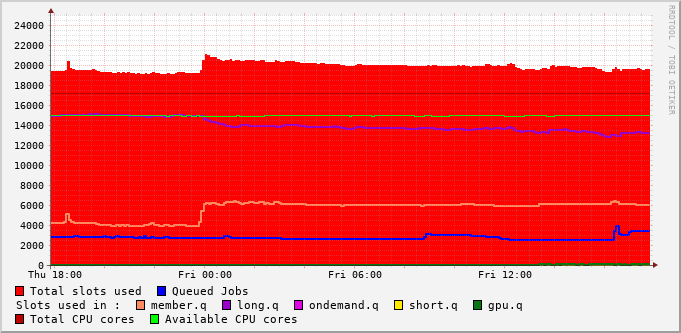 RRDTOOL / TOBI OETIKER
24000
22000
20000
18000
16000
14000
12000
10000
8000
6000
4000
2000
0
Thu 18:00 Fri 00:00 Fri 06:00 Fri 12:00
Total slots used Queued Jobs
Slots used in : member.q long.q ondemand.q short.q gpu.q
Total CPU cores Available CPU cores